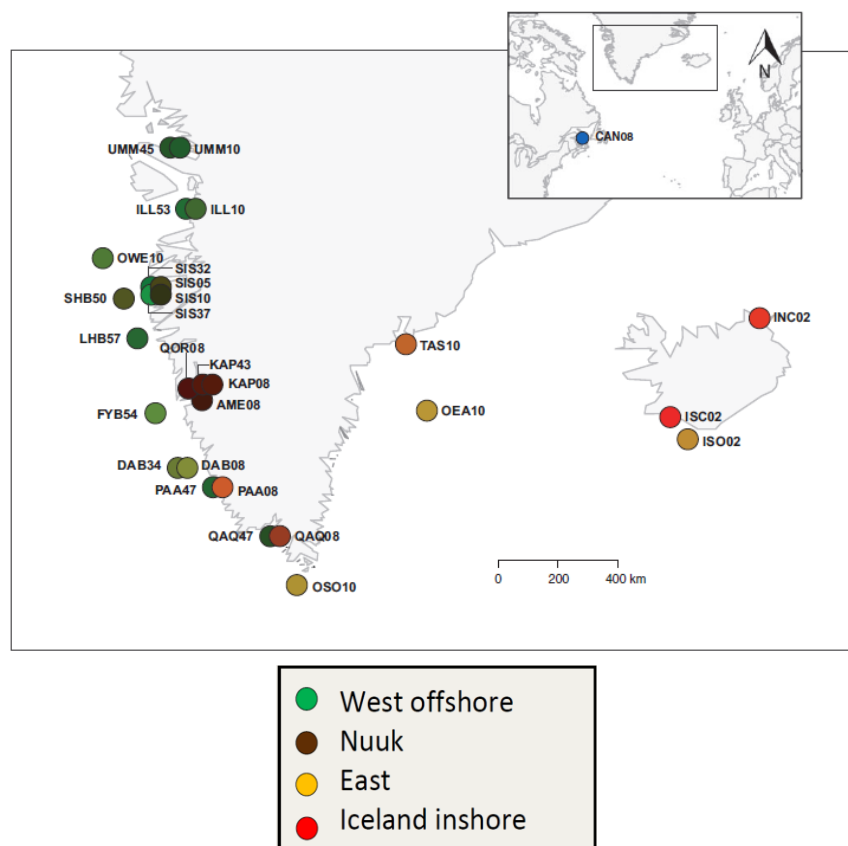 N
CAN08
UMM45 UMM10
ILL53 ILL10
OWE10
SIS32
SIS05
SHB50
SIS10
SIS37
INC02
LHB57
TAS10
QOR08
KAP43
KAP08
AME08
FYB54
OEA10
ISC02
ISO02
DAB34 DAB08
PAA47 PAA08
QAQ47 QAQ08
OSO10
0 200 400 km
West offshore
Nuuk
East
Iceland inshore